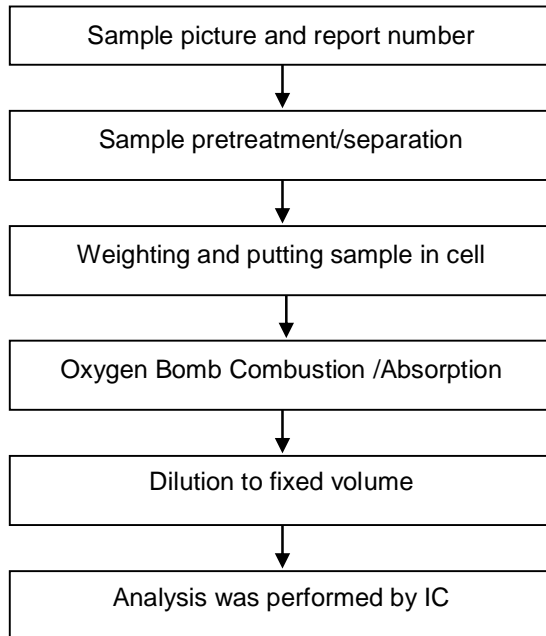 Sample picture and report number
Sample pretreatment/separation
Weighting and putting sample in cell
Oxygen Bomb Combustion /Absorption
Dilution to fixed volume
Analysis was performed by IC